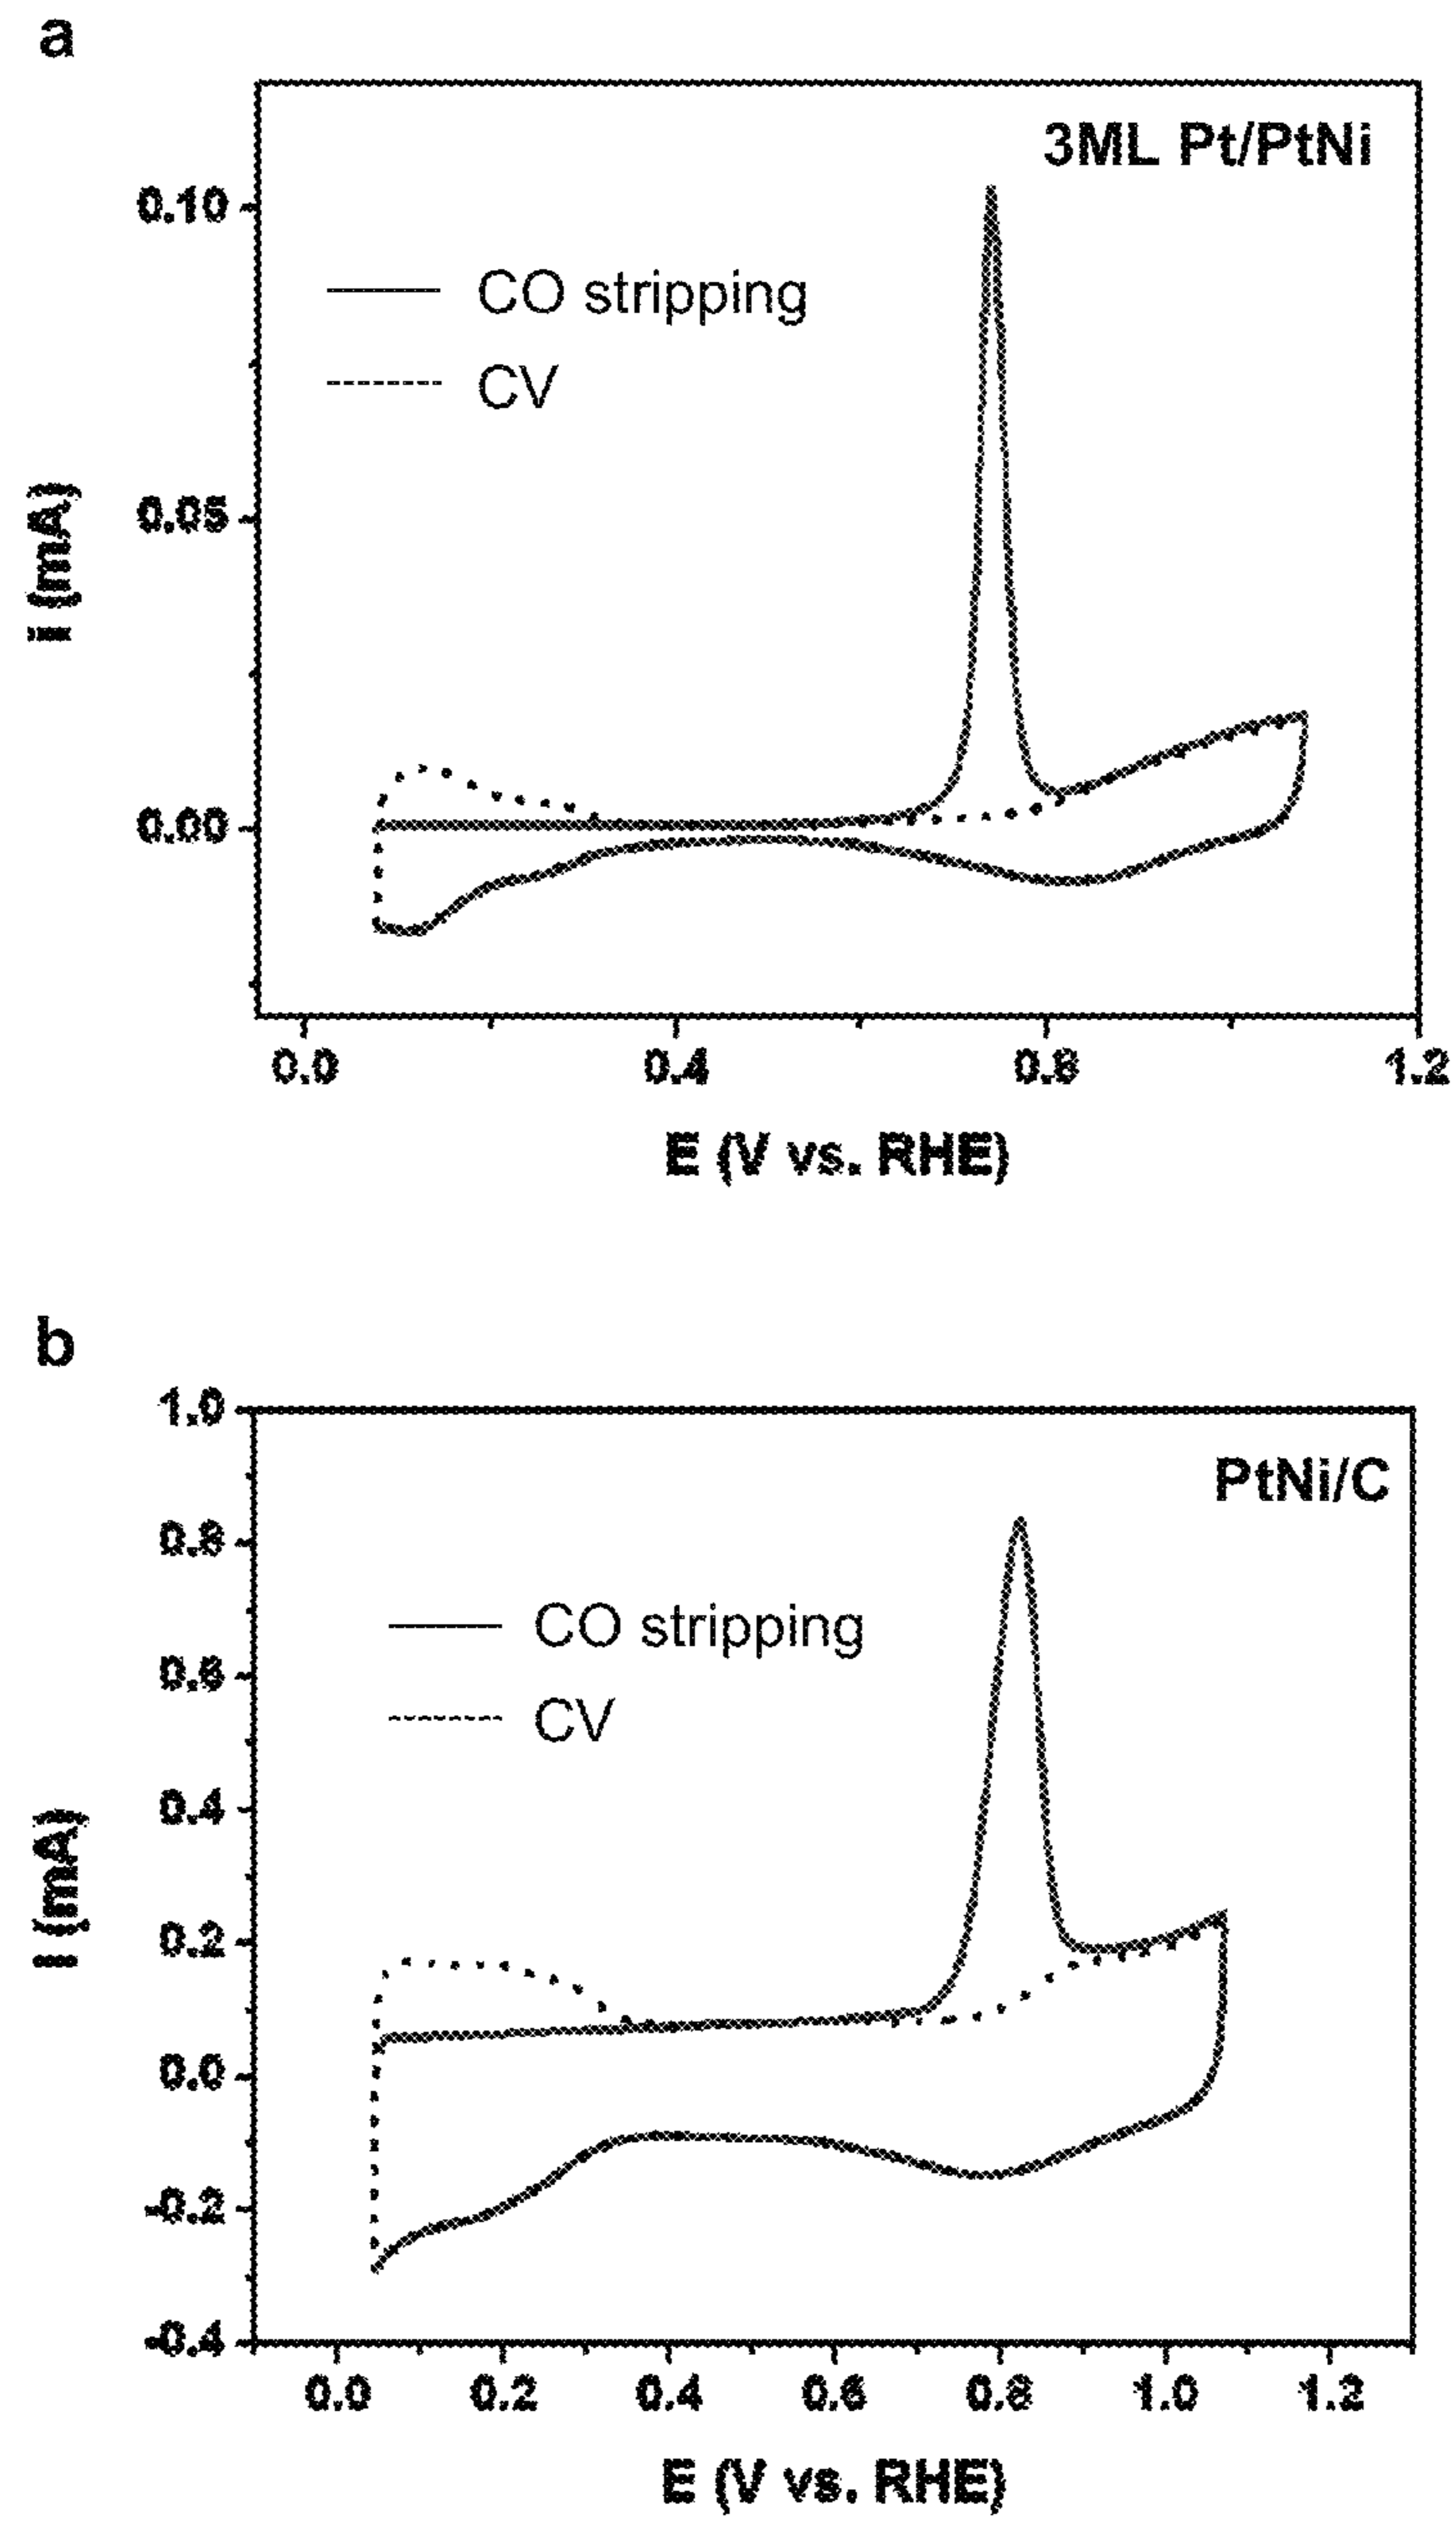 a
3ML Pt/PtNi
0.10
CO stripping
CV
0.05
i (mA)
0.00
0.0 0.4 0.8 1.2
E (V vs. RHE)
b
1.0
PtNi/C
0.8
CO stripping
0.6
CV
0.4
i (mA)
0.2
0.0
-0.2
-0.4
0.0 0.2 0.4 0.6 0.8 1.0 1.2
E (V vs. RHE)